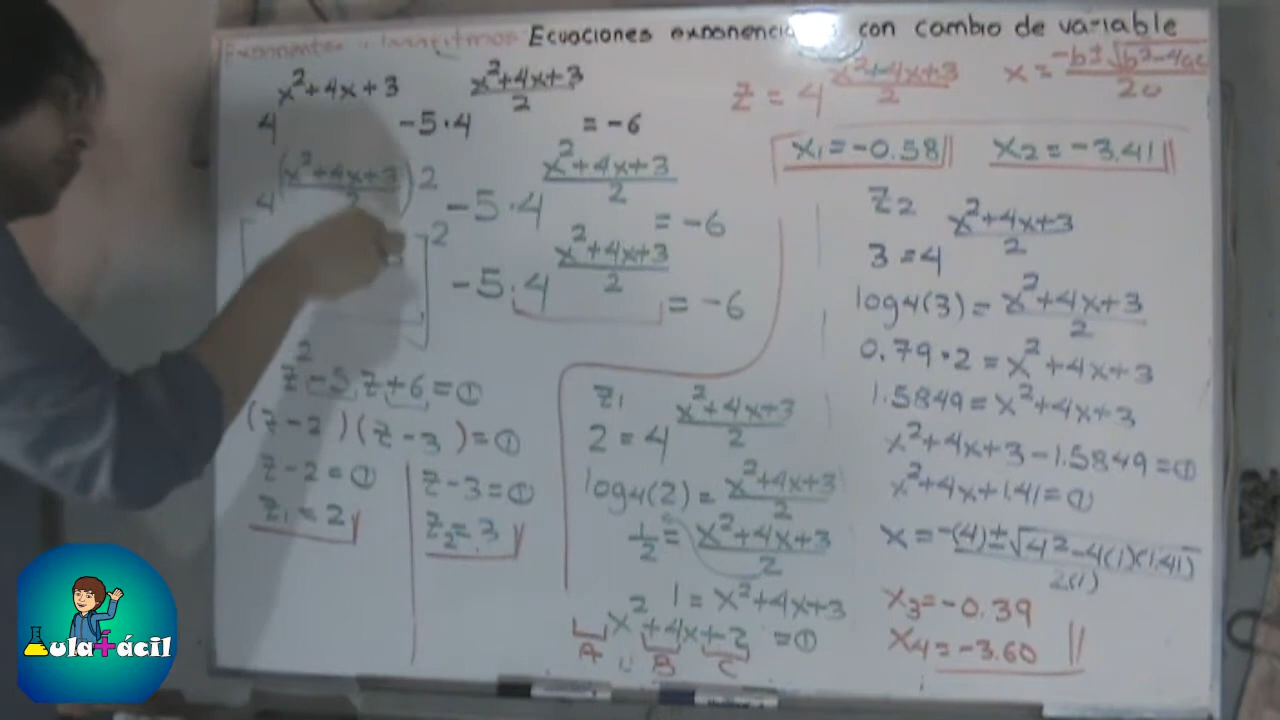 Exponentes y logaritmos Ecuaciones exponenciales con cambio de variable
4^(x²+4x+3) -5·4^((x²+4x+3)/2) = -6
z = 4^((x²+4x+3)/2)
x = (-b±√(b²-4ac))/2a
4^((x²+4x+3)/2)2 -5·4^((x²+4x+3)/2) = -6
[ ]² -5·4^((x²+4x+3)/2) = -6
z²-5z+6=0
(z-2)(z-3)=0
z-2=0
z₁=2
z-3=0
z₂=3
z₁
2=4^((x²+4x+3)/2)
log4(2)=(x²+4x+3)/2
1/2=(x²+4x+3)/2
1=x²+4x+3
x²+4x+2=0
A B C
x₁=-0.58
x₂=-3.41
z₂
3=4^((x²+4x+3)/2)
log4(3)=(x²+4x+3)/2
0.79·2=x²+4x+3
1.5849=x²+4x+3
x²+4x+3-1.5849=0
x²+4x+1.41=0
x=(-(4)±√(4²-4(1)(1.41)))/2(1)
x₃=-0.39
x₄=-3.60
Aula fácil